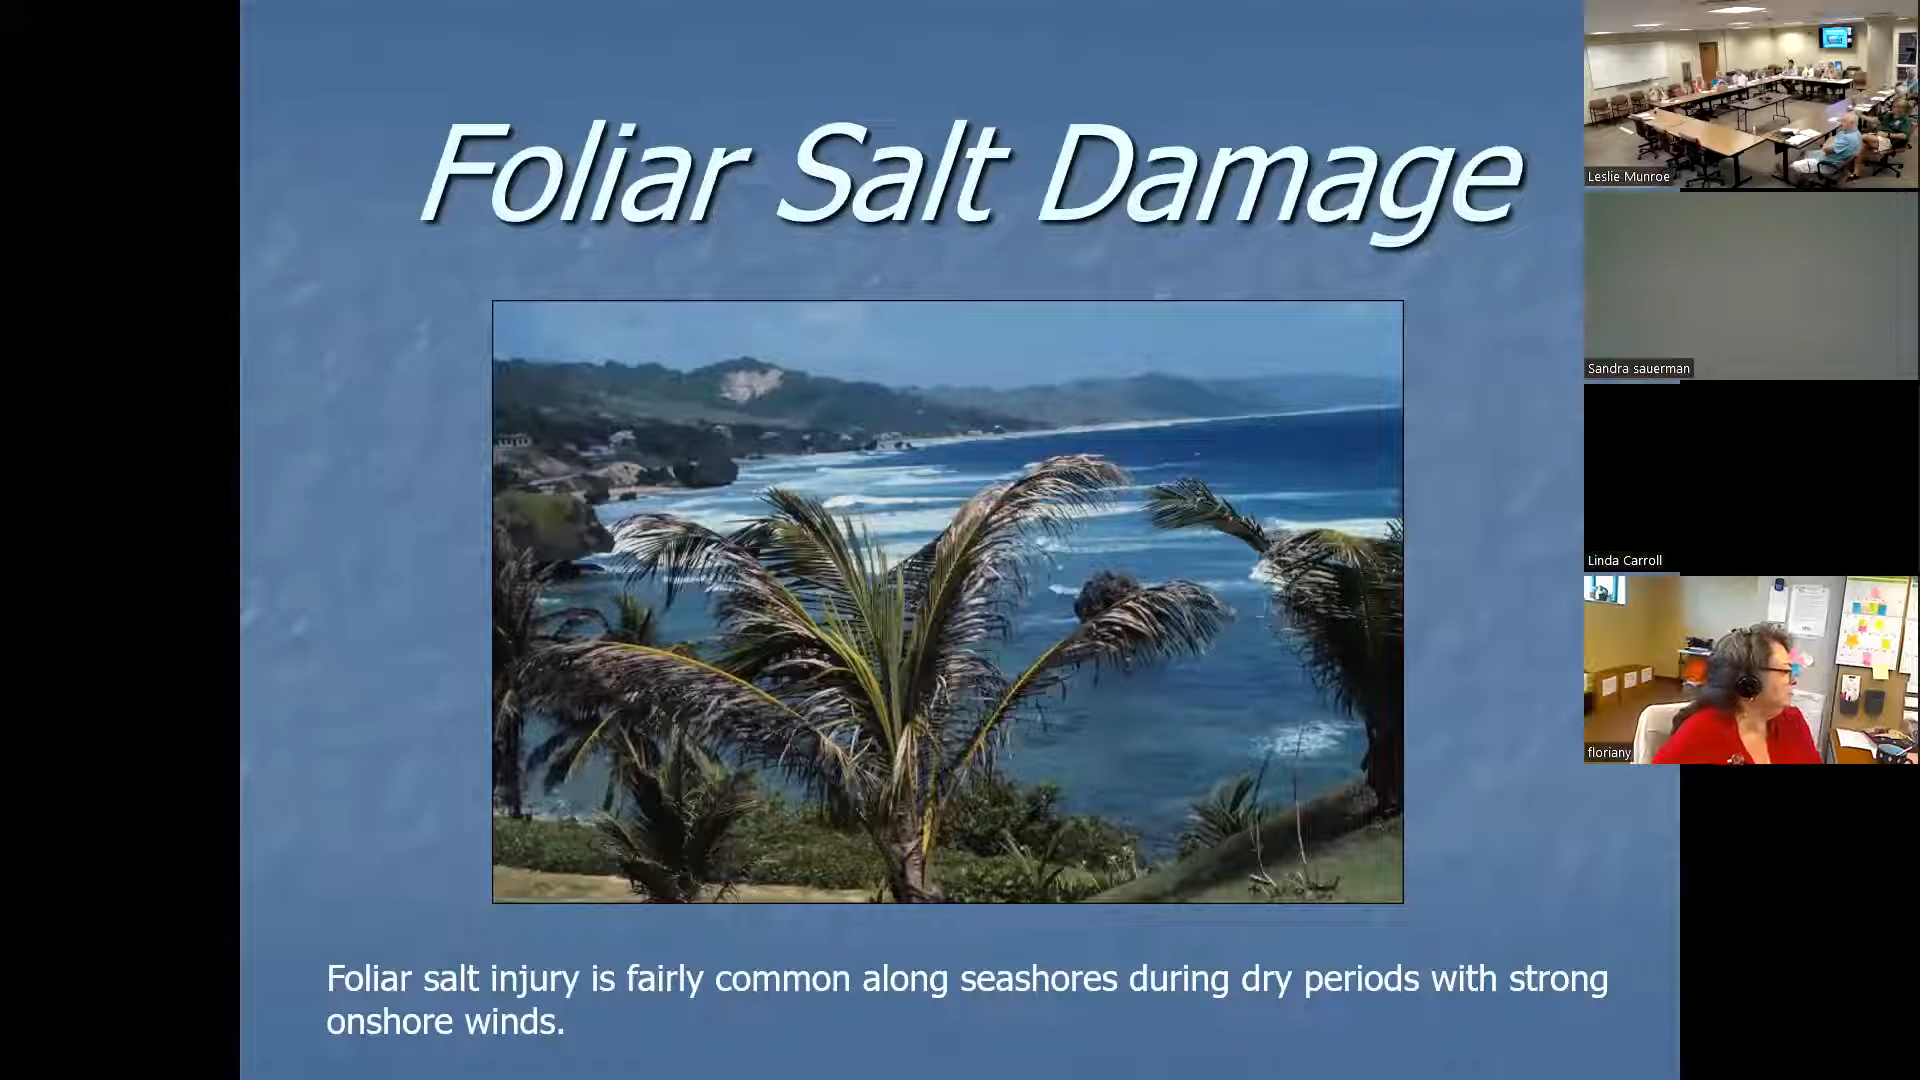 Foliar Salt Damage
Foliar salt injury is fairly common along seashores during dry periods with strong
onshore winds.
Leslie Munroe
Sandra sauerman
Linda Carroll
floriany